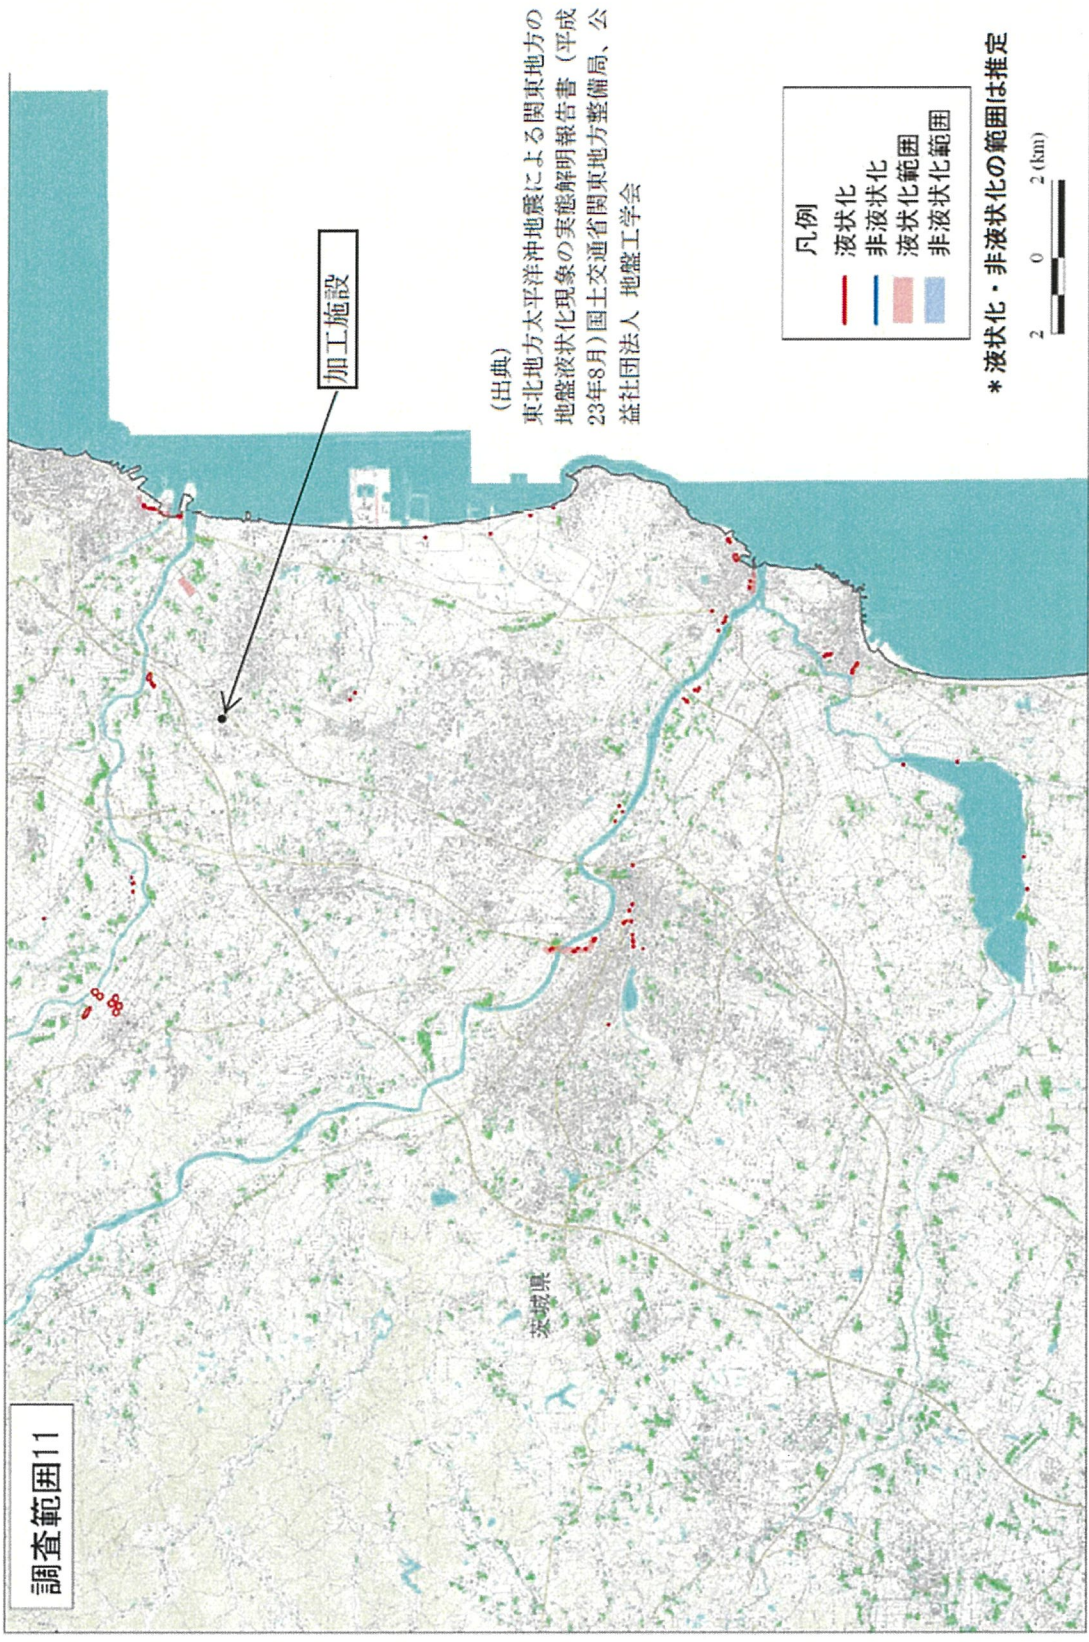 調査範囲11
加工施設
(出典)
東北地方太平洋沖地震による関東地方の
地盤液状化現象の実態解明報告書(平成
23年8月)国土交通省関東地方整備局、公
益社団法人 地盤工学会
茨城県
凡例
液状化
非液状化
液状化範囲
非液状化範囲
*液状化・非液状化の範囲は推定
2 0 2(km)